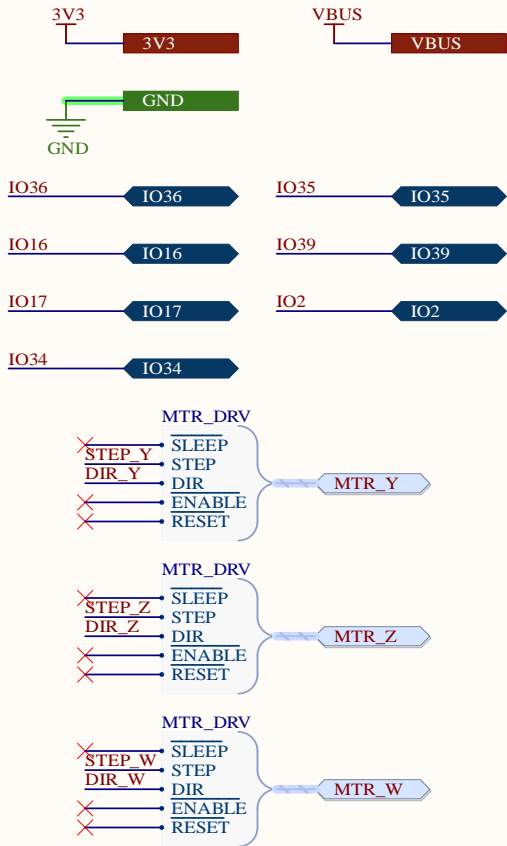 3V3 VBUS
3V3 VBUS
GND
GND
IO36 IO36 IO35 IO35
IO16 IO16 IO39 IO39
IO17 IO17 IO2 IO2
IO34 IO34
MTR_DRV
SLEEP
STEP_Y STEP
DIR_Y DIR MTR_Y
ENABLE
RESET
MTR_DRV
SLEEP
STEP_Z STEP
DIR_Z DIR MTR_Z
ENABLE
RESET
MTR_DRV
SLEEP
STEP_W STEP
DIR_W DIR MTR_W
ENABLE
RESET